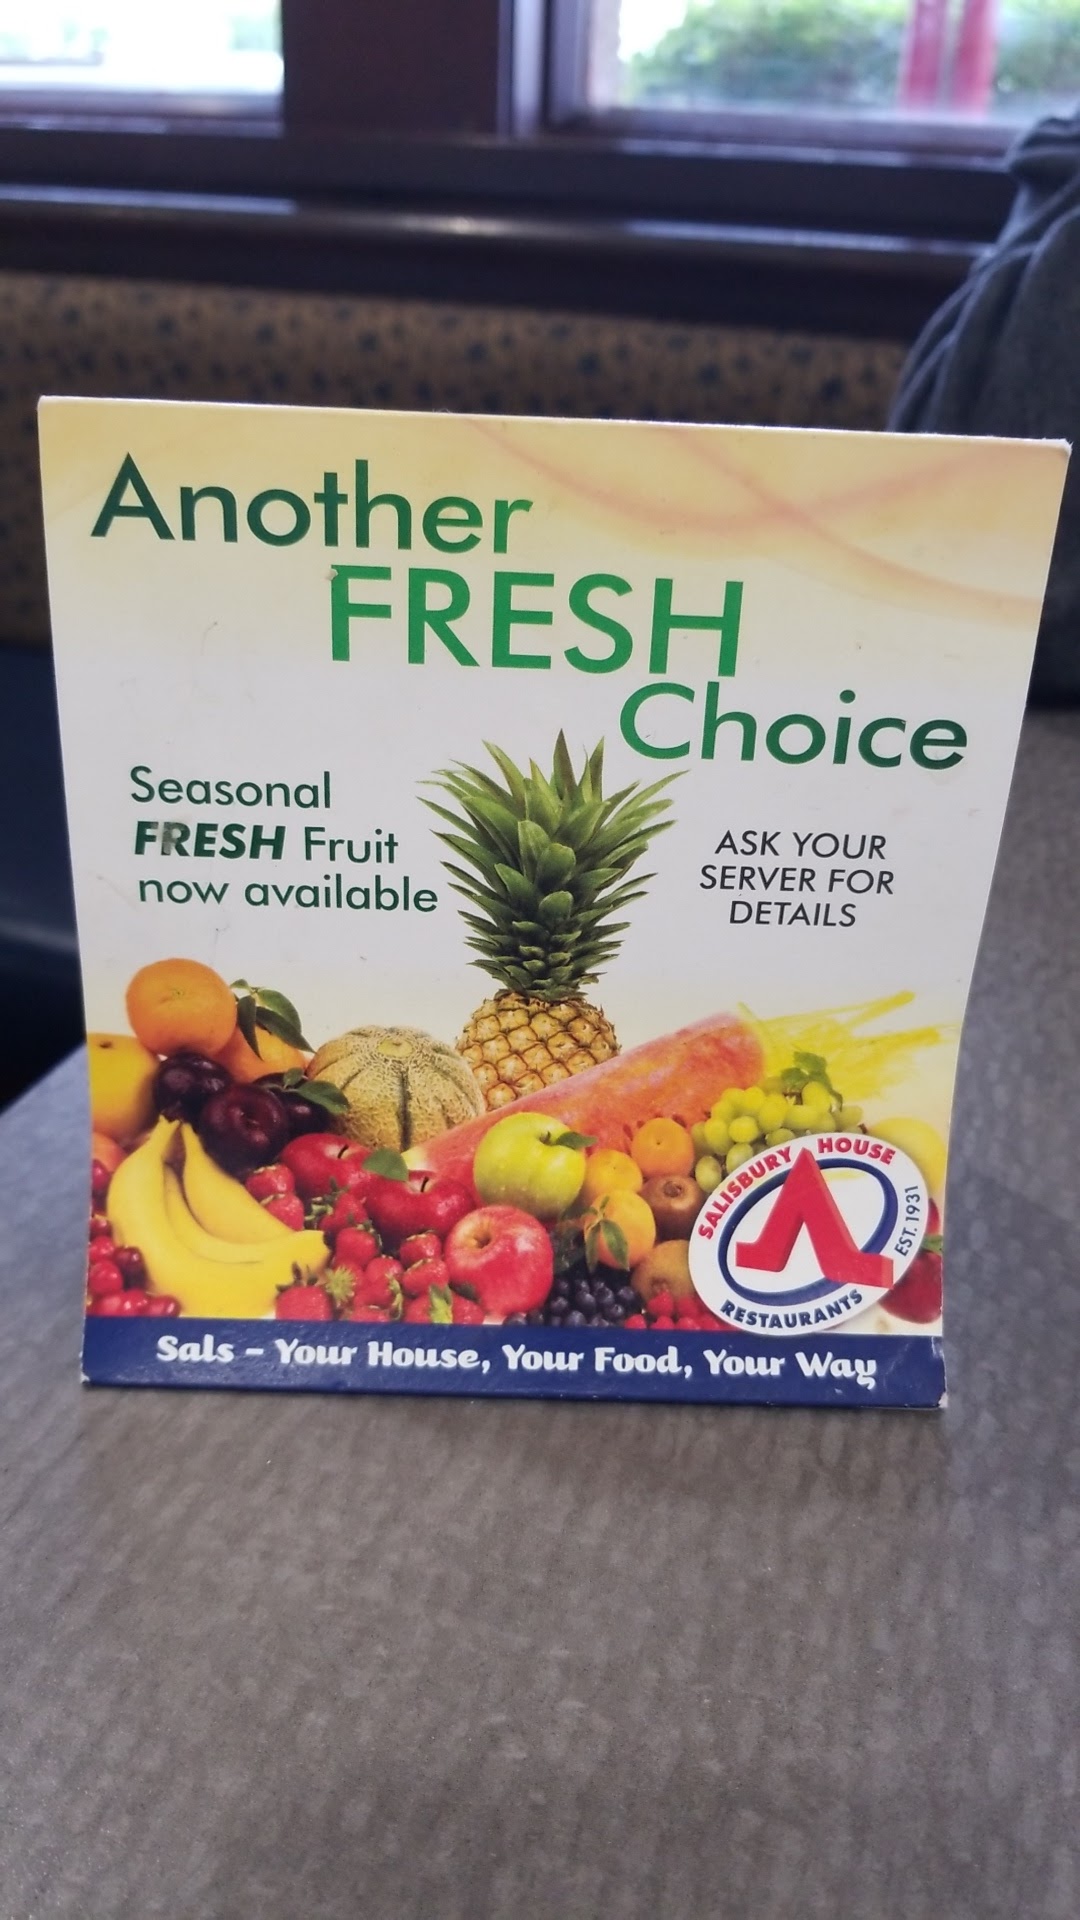 Another
FRESH
Choice
Seasonal
FRESH Fruit
now available
ASK YOUR
SERVER FOR
DETAILS
SALISBURY HOUSE
RESTAURANTS
EST. 1931
Sals – Your House, Your Food, Your Way